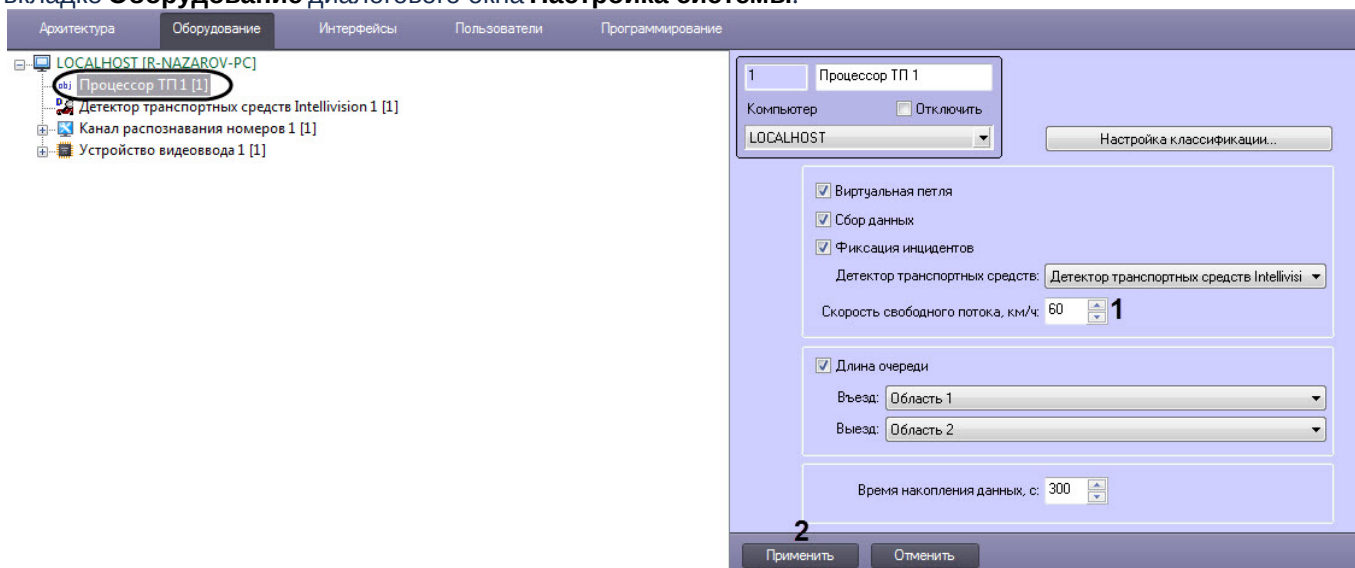 вкладке Оборудование диалогового окна Настройка системы.
Архитектура Оборудование Интерфейсы Пользователи Программирование
LOCALHOST [R-NAZAROV-PC]
obj Процессор ТП 1 [1]
Детектор транспортных средств Intellivision 1 [1]
Канал распознавания номеров 1 [1]
Устройство видеоввода 1 [1]
1 Процессор ТП 1
Компьютер Отключить
LOCALHOST Настройка классификации...
Виртуальная петля
Сбор данных
Фиксация инцидентов
Детектор транспортных средств: Детектор транспортных средств Intellivisi
Скорость свободного потока, км/ч: 60 1
Длина очереди
Въезд: Область 1
Выезд: Область 2
Время накопления данных, с: 300
2
Применить Отменить